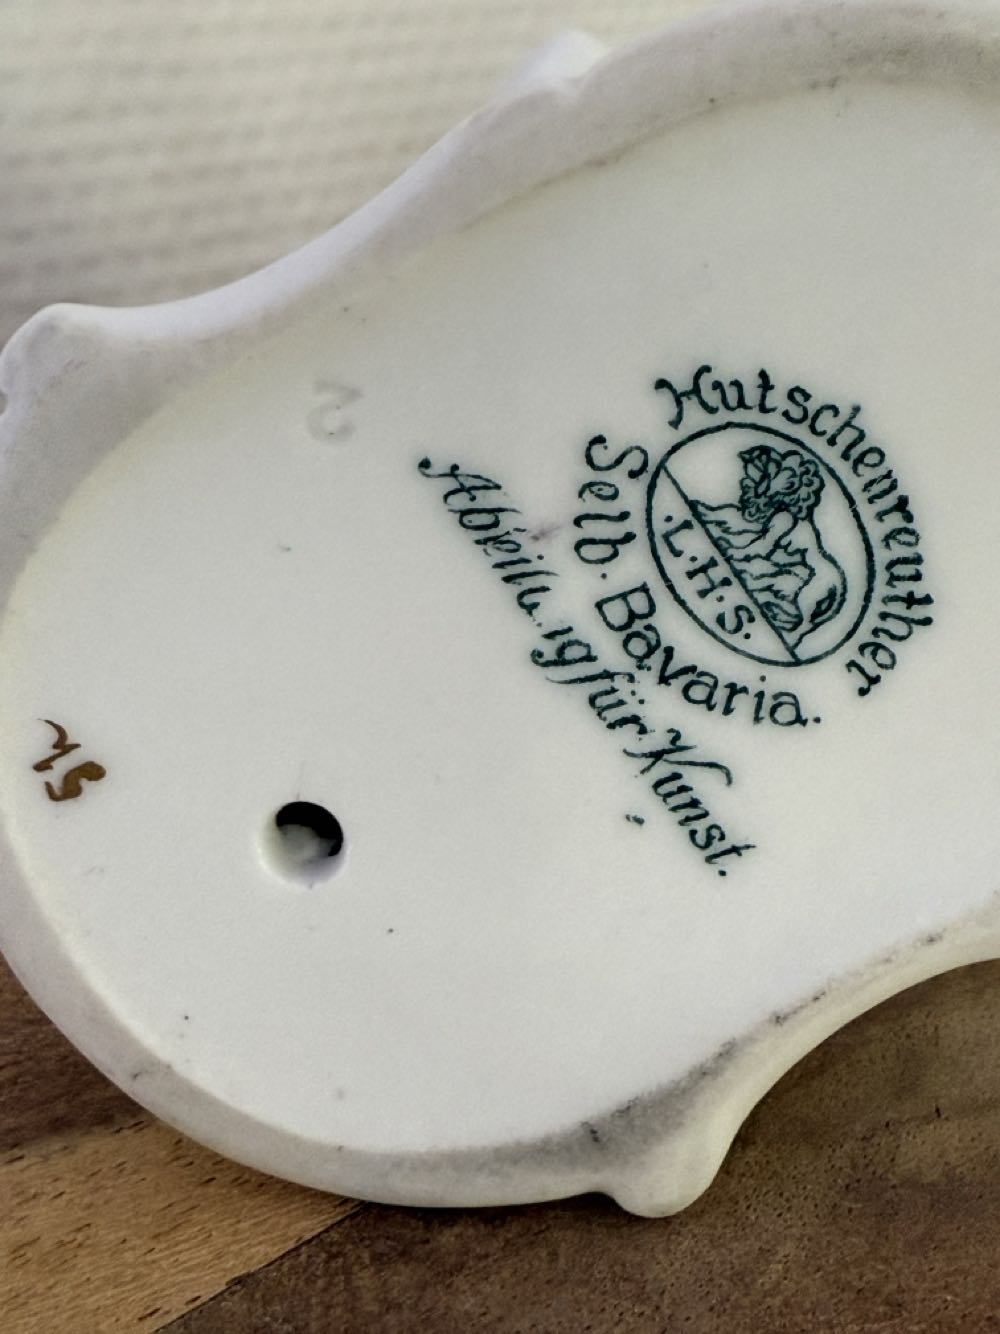 Hutschenreuther
L.H.S.
Selb. Bavaria.
Abteilung für Kunst.